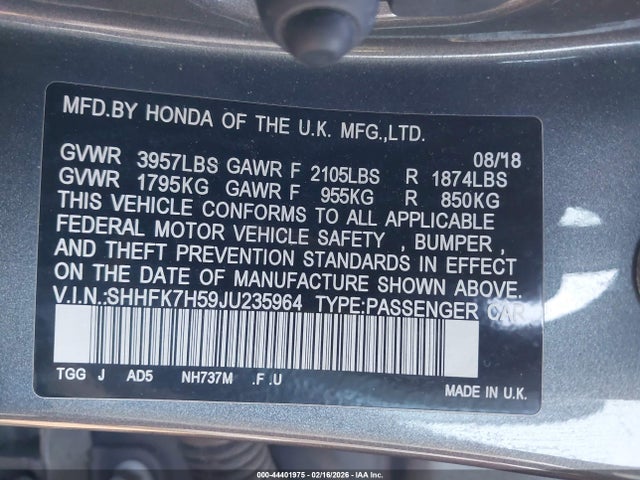 MFD.BY HONDA OF THE U.K. MFG.,LTD.
08/18
GVWR 3957LBS GAWR F 2105LBS R 1874LBS
GVWR 1795KG GAWR F 955KG R 850KG
THIS VEHICLE CONFORMS TO ALL APPLICABLE
FEDERAL MOTOR VEHICLE SAFETY , BUMPER ,
AND THEFT PREVENTION STANDARDS IN EFFECT
ON THE DATE OF MANUFACTURE SHOWN ABOVE.
V.I.N.:SHHFK7H59JU235964 TYPE:PASSENGER CAR
TGG J AD5 NH737M .F .U
MADE IN U.K.
000-44401975 - 02/16/2026 - IAA Inc.